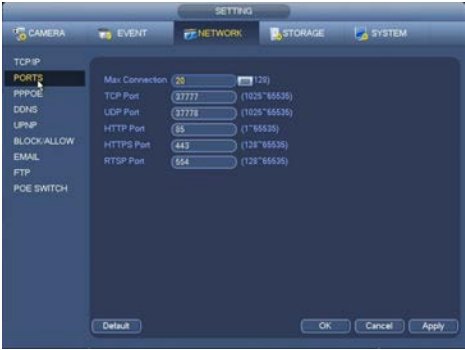 SETTING
CAMERA EVENT NETWORK STORAGE SYSTEM
TCP/IP
PORTS
PPPOE
DDNS
UPNP
BLOCK/ALLOW
EMAIL
FTP
POE SWITCH
Max Connection 20 128)
TCP Port 37777 (1025~65535)
UDP Port 37778 (1025~65535)
HTTP Port 85 (1~65535)
HTTPS Port 443 (128~65535)
RTSP Port 554 (128~65535)
Default OK Cancel Apply